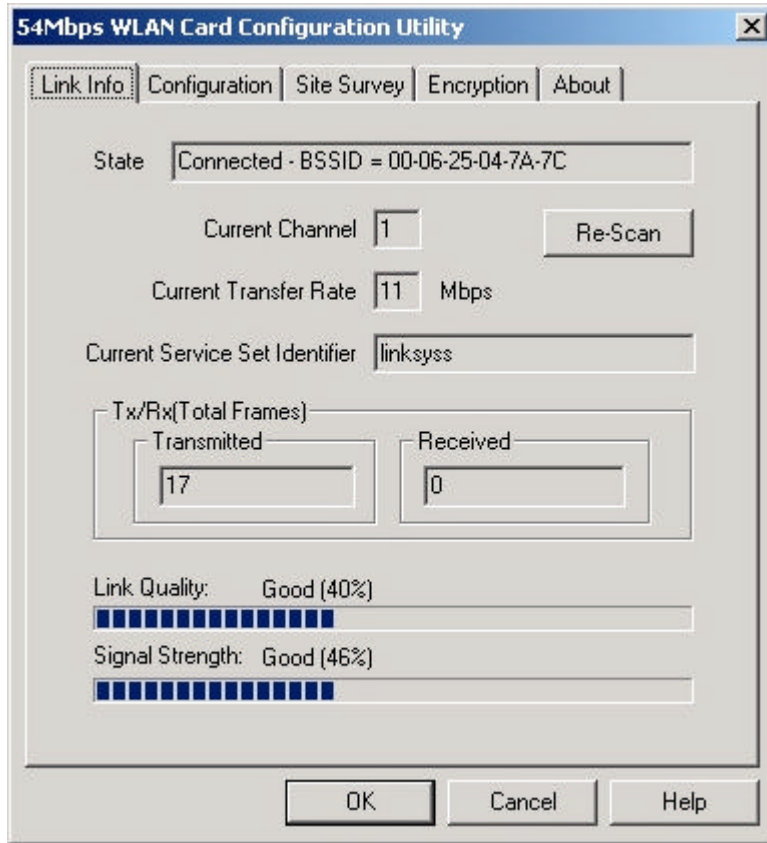 54Mbps WLAN Card Configuration Utility
Link Info Configuration Site Survey Encryption About
State Connected - BSSID = 00-06-25-04-7A-7C
Current Channel 1 Re-Scan
Current Transfer Rate 11 Mbps
Current Service Set Identifier linksyss
Tx/Rx(Total Frames)
Transmitted Received
17 0
Link Quality: Good (40%)
Signal Strength: Good (46%)
OK Cancel Help